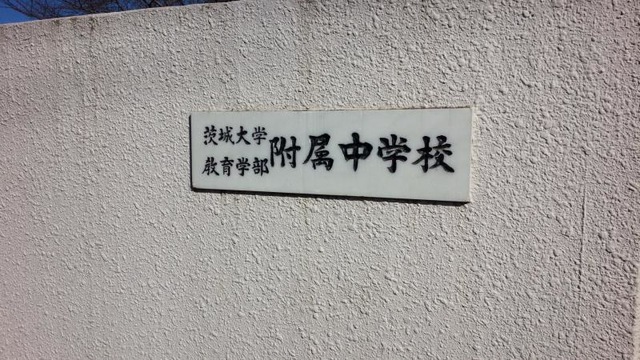 茨城大学
教育学部
附属中学校